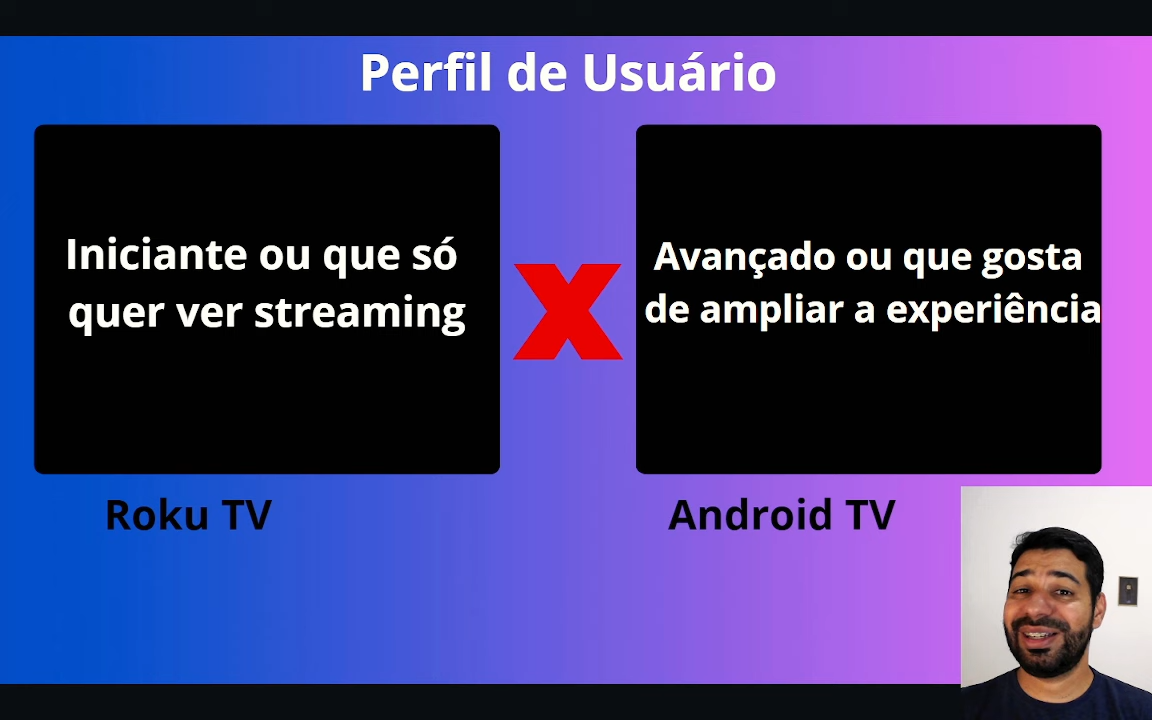 Perfil de Usuário
Iniciante ou que só
quer ver streaming
X
Avançado ou que gosta
de ampliar a experiência
Roku TV
Android TV